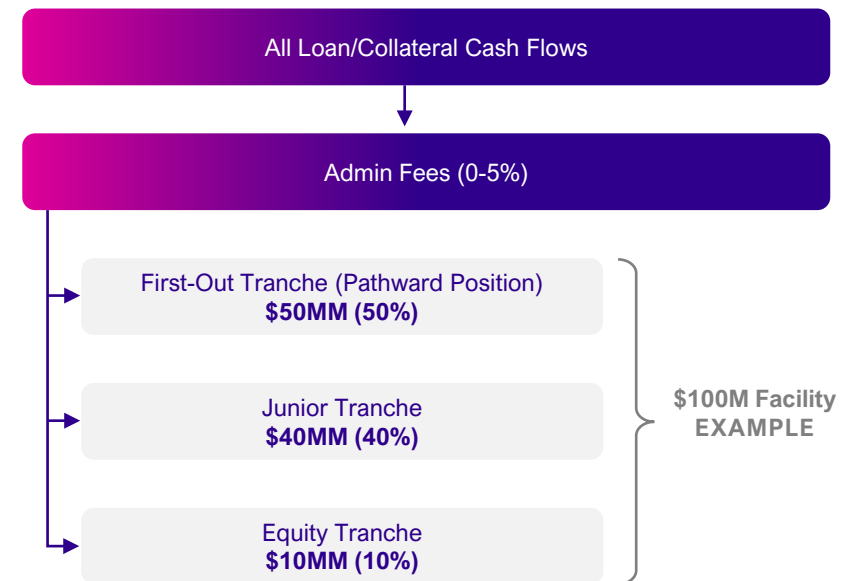 All Loan/Collateral Cash Flows
Admin Fees (0-5%)
First-Out Tranche (Pathward Position)
$50MM (50%)
Junior Tranche
$40MM (40%)
$100M Facility
EXAMPLE
Equity Tranche
$10MM (10%)